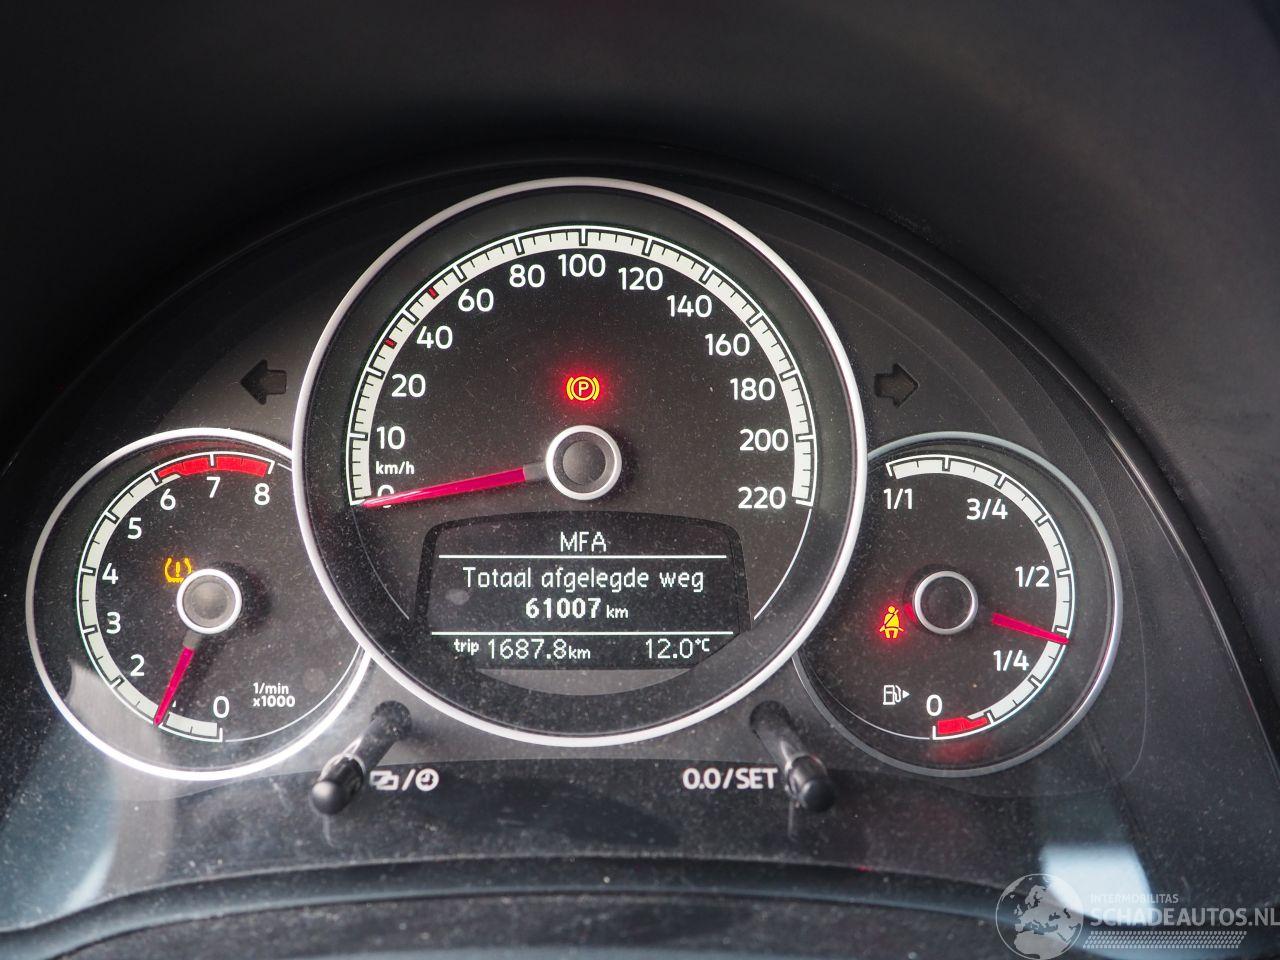 0 10 20 40 60 80 100 120 140 160 180 200 220
km/h
P
0 2 3 4 5 6 7 8
1/min
x1000
0 1/4 1/2 3/4 1/1
MFA
Totaal afgelegde weg
61007 km
trip 1687.8 km 12.0°C
0.0/SET
INTERMOBILITAS
SCHADEAUTOS.NL